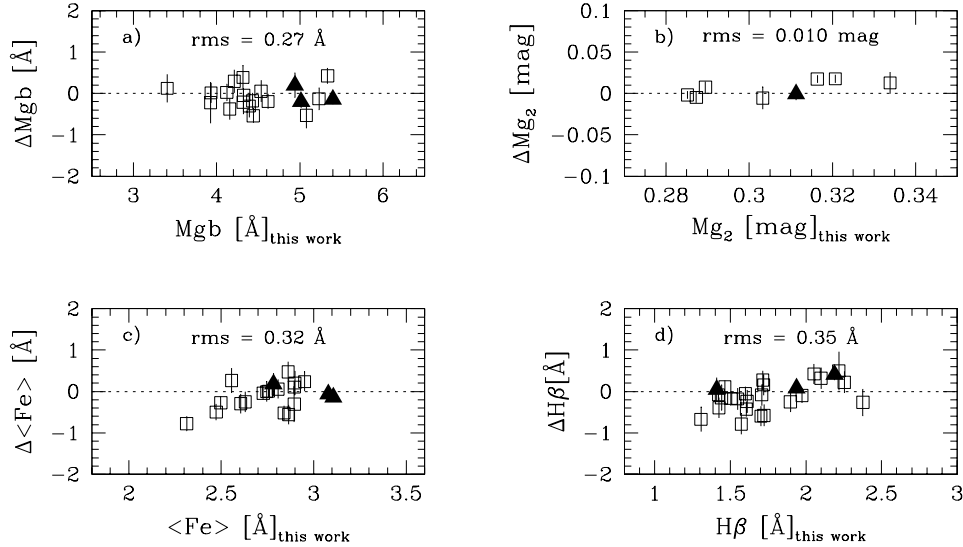 a) rms = 0.27 Å
ΔMgb [Å]
2
1
0
−1
−2
3 4 5 6
Mgb [Å]this work
b) rms = 0.010 mag
ΔMg2 [mag]
0.1
0.05
0
−0.05
−0.1
0.28 0.3 0.32 0.34
Mg2 [mag]this work
c) rms = 0.32 Å
Δ<Fe> [Å]
2
1
0
−1
−2
2 2.5 3 3.5
<Fe> [Å]this work
d) rms = 0.35 Å
ΔHβ[Å]
2
1
0
−1
−2
1 1.5 2 2.5 3
Hβ [Å]this work